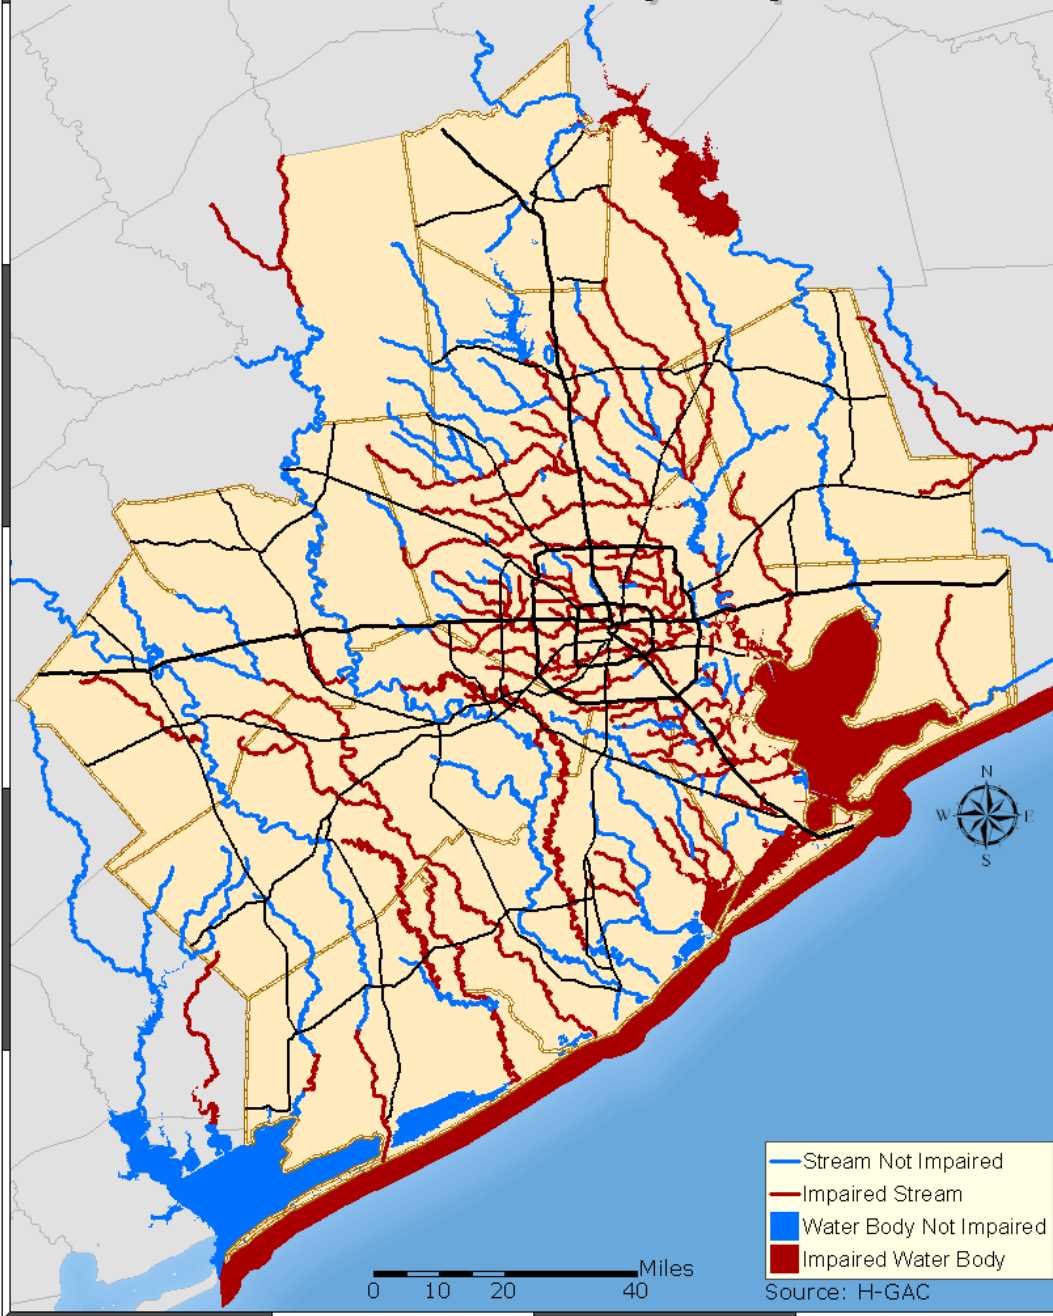 N
W E
S
Stream Not Impaired
Impaired Stream
Water Body Not Impaired
Impaired Water Body
Miles
0 10 20 40
Source: H-GAC